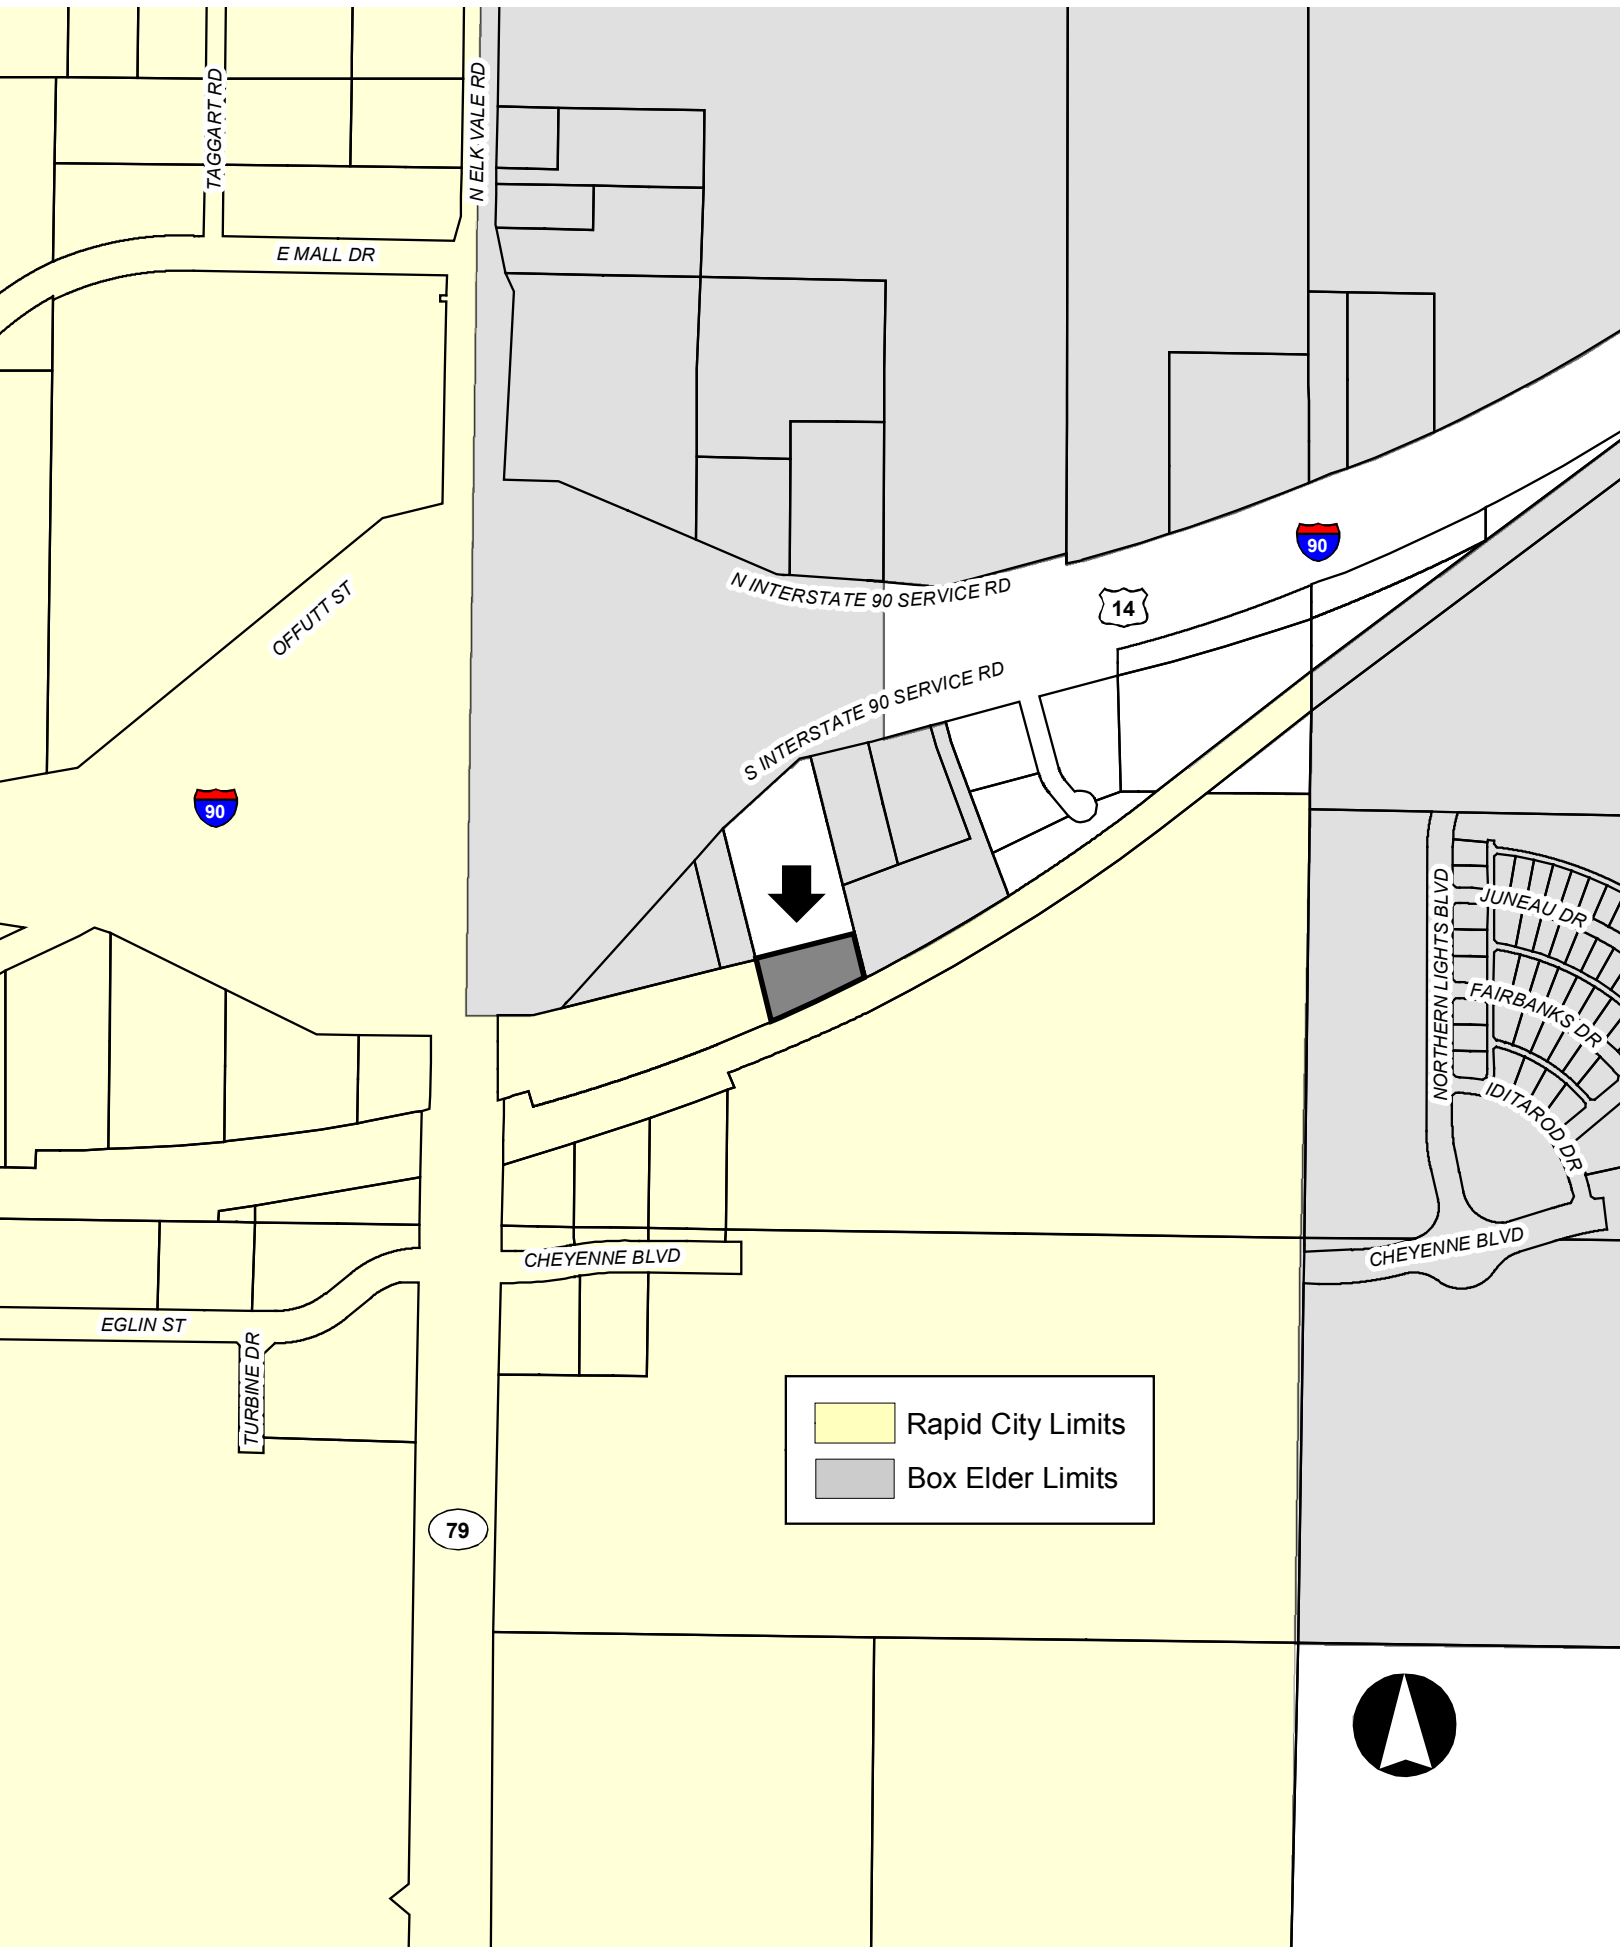 TAGGART RD
N ELK VALE RD
E MALL DR
OFFUTT ST
N INTERSTATE 90 SERVICE RD
90
14
S INTERSTATE 90 SERVICE RD
90
JUNEAU DR
NORTHERN LIGHTS BLVD
FAIRBANKS DR
IDITAROD DR
CHEYENNE BLVD
CHEYENNE BLVD
EGLIN ST
TURBINE DR
Rapid City Limits
Box Elder Limits
79